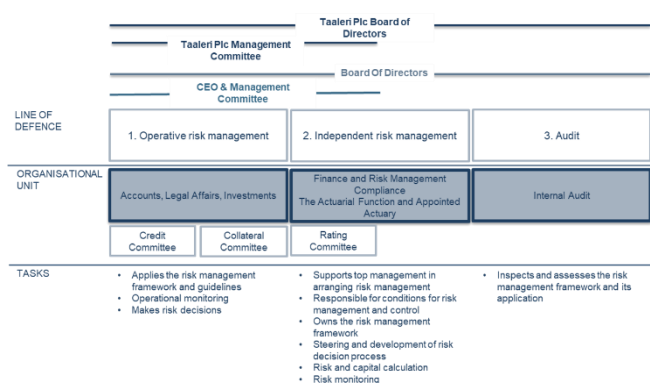 Taaleri Plc Board of
Directors
Taaleri Plc Management
Committee
Board Of Directors
CEO & Management
Committee
LINE OF
DEFENCE
1. Operative risk management
2. Independent risk management
3. Audit
ORGANISATIONAL
UNIT
Accounts, Legal Affairs, Investments
Finance and Risk Management
Compliance
The Actuarial Function and Appointed
Actuary
Internal Audit
Credit
Committee
Collateral
Committee
Rating
Committee
TASKS
• Applies the risk management
framework and guidelines
• Operational monitoring
• Makes risk decisions
• Supports top management in
arranging risk management
• Responsible for conditions for risk
management and control
• Owns the risk management
framework
• Steering and development of risk
decision process
• Risk and capital calculation
• Risk monitoring
• Inspects and assesses the risk
management framework and its
application